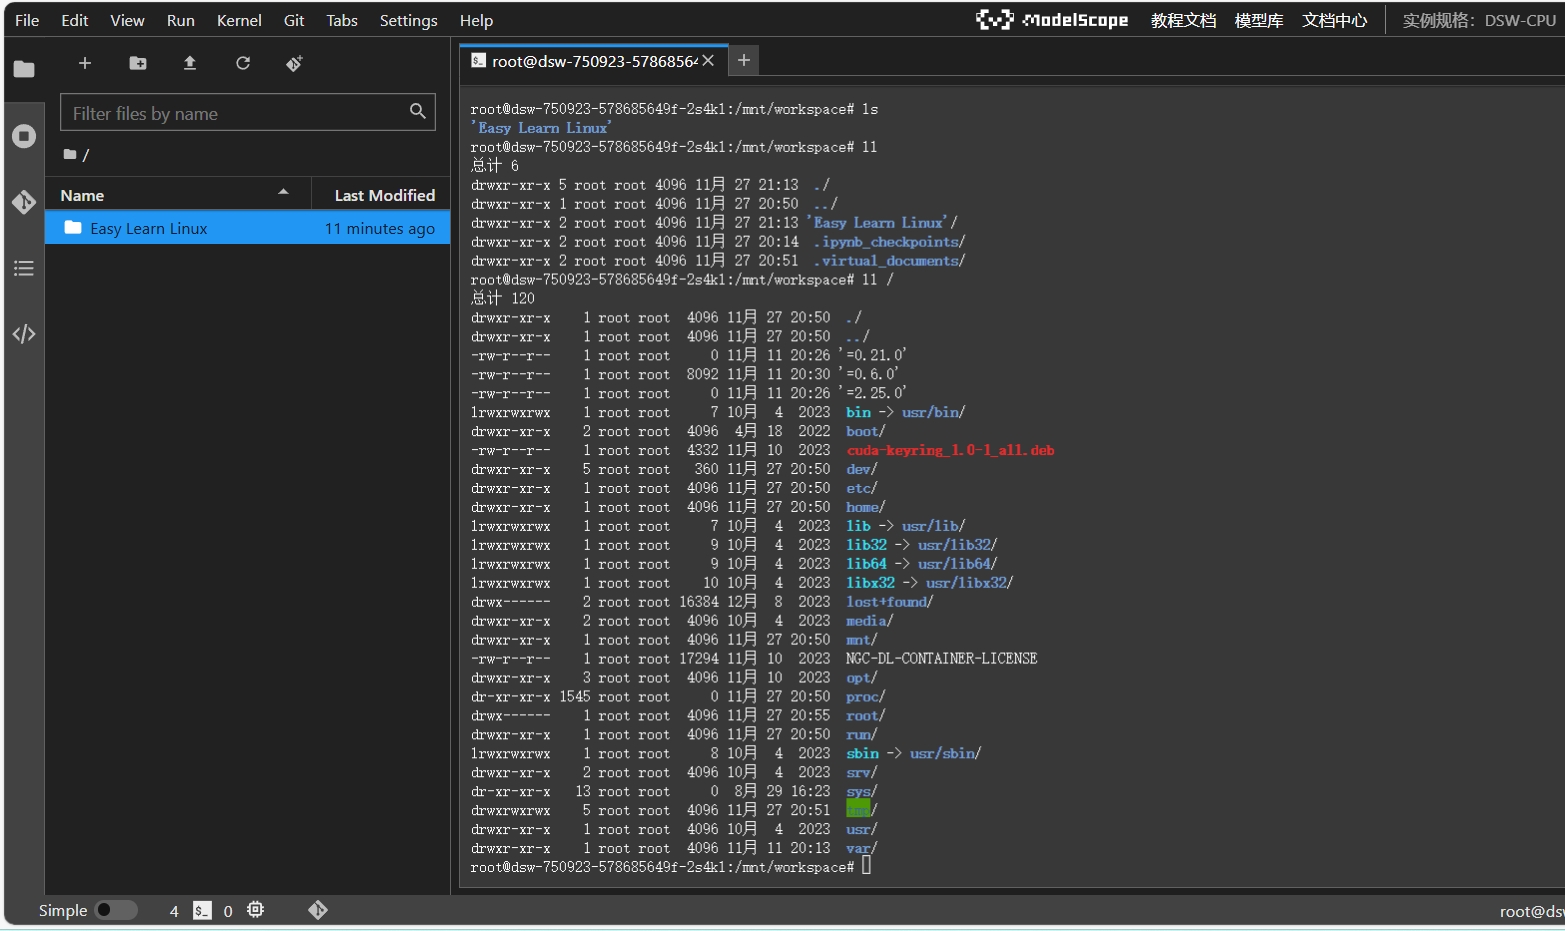 File Edit View Run Kernel Git Tabs Settings Help
ModelScope 教程文档 模型库 文档中心 实例规格: DSW-CPU
Filter files by name
/
Name Last Modified
Easy Learn Linux 11 minutes ago
root@dsw-750923-5786856
root@dsw-750923-578685649f-2s4kl:/mnt/workspace# ls
'Easy Learn Linux'
root@dsw-750923-578685649f-2s4kl:/mnt/workspace# ll
总计 6
drwxr-xr-x 5 root root 4096 11月 27 21:13 ./
drwxr-xr-x 1 root root 4096 11月 27 20:50 ../
drwxr-xr-x 2 root root 4096 11月 27 21:13 'Easy Learn Linux'/
drwxr-xr-x 2 root root 4096 11月 27 20:14 .ipynb_checkpoints/
drwxr-xr-x 2 root root 4096 11月 27 20:51 .virtual_documents/
root@dsw-750923-578685649f-2s4kl:/mnt/workspace# ll /
总计 120
drwxr-xr-x 1 root root 4096 11月 27 20:50 ./
drwxr-xr-x 1 root root 4096 11月 27 20:50 ../
-rw-r--r-- 1 root root 0 11月 11 20:26 '=0.21.0'
-rw-r--r-- 1 root root 8092 11月 11 20:30 '=0.6.0'
-rw-r--r-- 1 root root 0 11月 11 20:26 '=2.25.0'
lrwxrwxrwx 1 root root 7 10月 4 2023 bin -> usr/bin/
drwxr-xr-x 2 root root 4096 4月 18 2022 boot/
-rw-r--r-- 1 root root 4332 11月 10 2023 cuda-keyring_1.0-1_all.deb
drwxr-xr-x 5 root root 360 11月 27 20:50 dev/
drwxr-xr-x 1 root root 4096 11月 27 20:50 etc/
drwxr-xr-x 1 root root 4096 11月 27 20:50 home/
lrwxrwxrwx 1 root root 7 10月 4 2023 lib -> usr/lib/
lrwxrwxrwx 1 root root 9 10月 4 2023 lib32 -> usr/lib32/
lrwxrwxrwx 1 root root 9 10月 4 2023 lib64 -> usr/lib64/
lrwxrwxrwx 1 root root 10 10月 4 2023 libx32 -> usr/libx32/
drwx------ 2 root root 16384 12月 8 2023 lost+found/
drwxr-xr-x 2 root root 4096 10月 4 2023 media/
drwxr-xr-x 1 root root 4096 11月 27 20:50 mnt/
-rw-r--r-- 1 root root 17294 11月 10 2023 NGC-DL-CONTAINER-LICENSE
drwxr-xr-x 3 root root 4096 11月 10 2023 opt/
dr-xr-xr-x 1545 root root 0 11月 27 20:50 proc/
drwx------ 1 root root 4096 11月 27 20:55 root/
drwxr-xr-x 1 root root 4096 11月 27 20:50 run/
lrwxrwxrwx 1 root root 8 10月 4 2023 sbin -> usr/sbin/
drwxr-xr-x 2 root root 4096 10月 4 2023 srv/
dr-xr-xr-x 13 root root 0 8月 29 16:23 sys/
drwxrwxrwx 5 root root 4096 11月 27 20:51 tmp/
drwxr-xr-x 1 root root 4096 10月 4 2023 usr/
drwxr-xr-x 1 root root 4096 11月 11 20:13 var/
root@dsw-750923-578685649f-2s4kl:/mnt/workspace#
Simple 4 $_ 0 root@ds